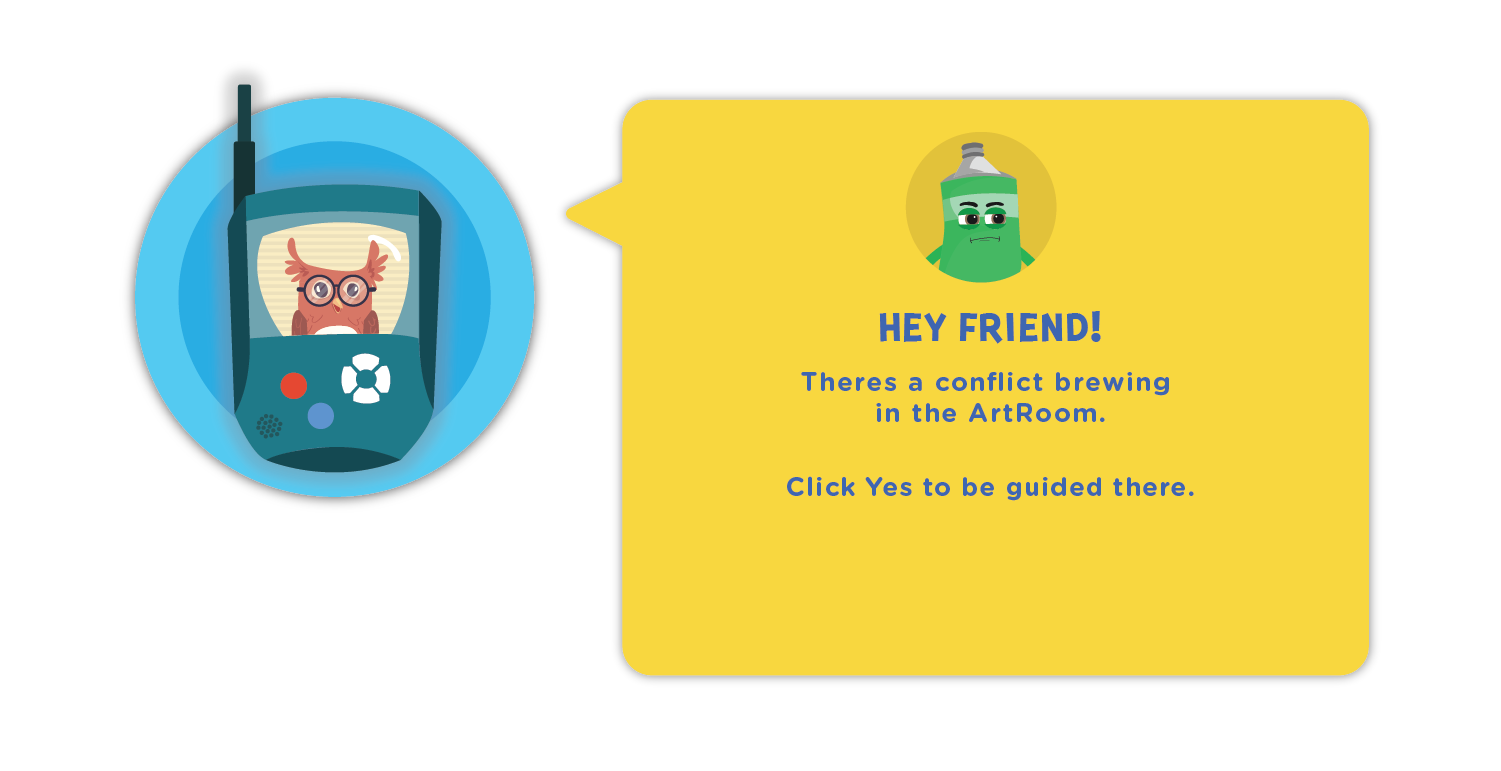 HEY FRIEND!
Theres a conflict brewing
in the ArtRoom.
Click Yes to be guided there.